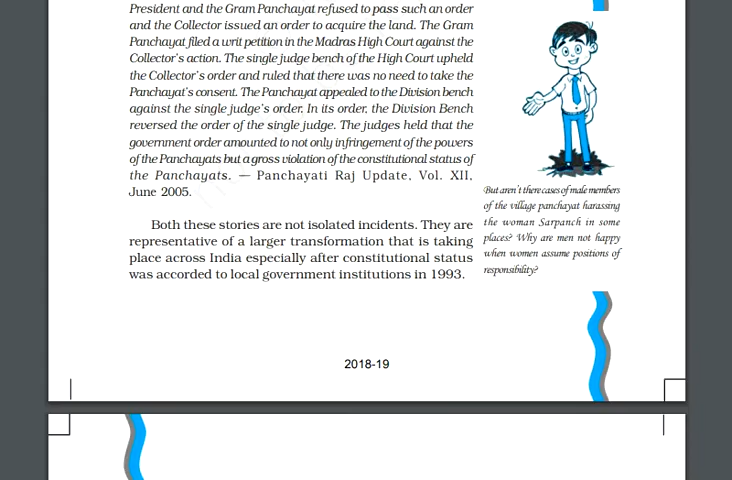 President and the Gram Panchayat refused to pass such an order
and the Collector issued an order to acquire the land. The Gram
Panchayat filed a writ petition in the Madras High Court against the
Collector's action. The single judge bench of the High Court upheld
the Collector's order and ruled that there was no need to take the
Panchayat's consent. The Panchayat appealed to the Division bench
against the single judge's order. In its order, the Division Bench
reversed the order of the single judge. The judges held that the
government order amounted to not only infringement of the powers
of the Panchayats but a gross violation of the constitutional status of
the Panchayats. — Panchayati Raj Update, Vol. XII,
June 2005.
Both these stories are not isolated incidents. They are
representative of a larger transformation that is taking
place across India especially after constitutional status
was accorded to local government institutions in 1993.
But aren't there cases of male members
of the village panchayat harassing
the woman Sarpanch in some
places? Why are men not happy
when women assume positions of
responsibility?
2018-19